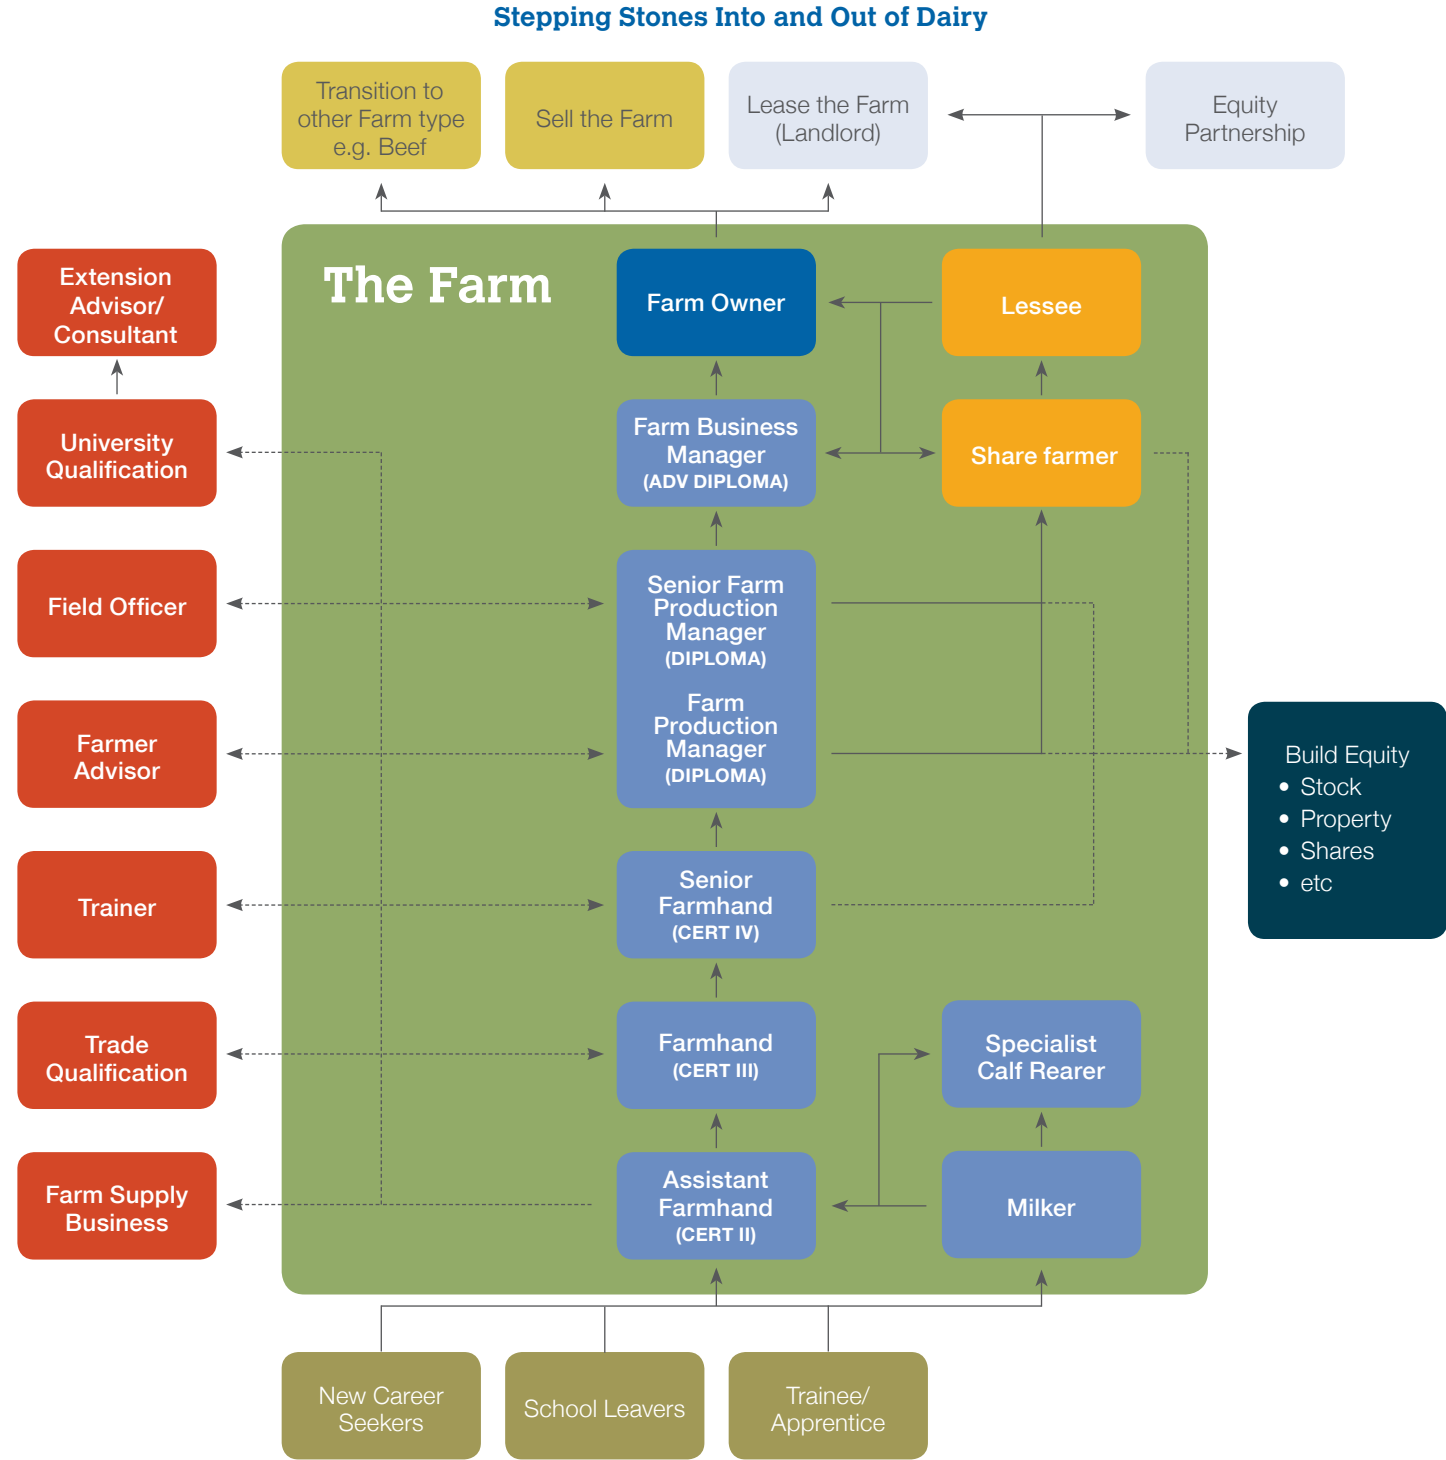 Stepping Stones Into and Out of Dairy
Transition to
other Farm type
e.g. Beef
Sell the Farm
Lease the Farm
(Landlord)
Equity
Partnership
The Farm
Extension
Advisor/
Consultant
Farm Owner
Lessee
University
Qualification
Farm Business
Manager
(ADV DIPLOMA)
Share farmer
Field Officer
Senior Farm
Production
Manager
(DIPLOMA)
Farmer
Advisor
Farm
Production
Manager
(DIPLOMA)
Build Equity
• Stock
• Property
• Shares
• etc
Trainer
Senior
Farmhand
(CERT IV)
Trade
Qualification
Farmhand
(CERT III)
Specialist
Calf Rearer
Farm Supply
Business
Assistant
Farmhand
(CERT II)
Milker
New Career
Seekers
School Leavers
Trainee/
Apprentice